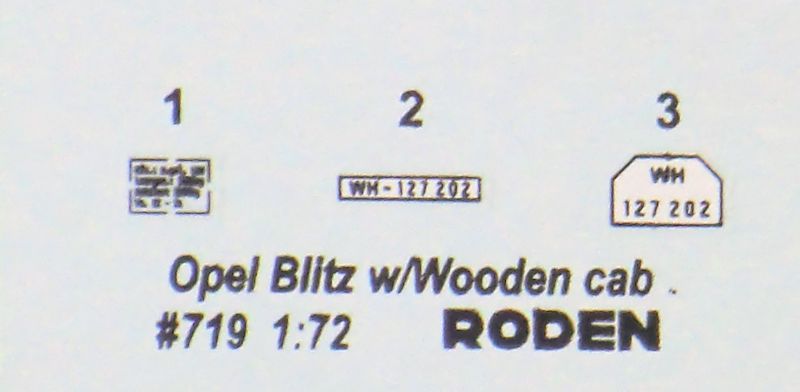 1 2 3
WH-127 202
WH
127 202
Opel Blitz w/Wooden cab
#719 1:72 RODEN